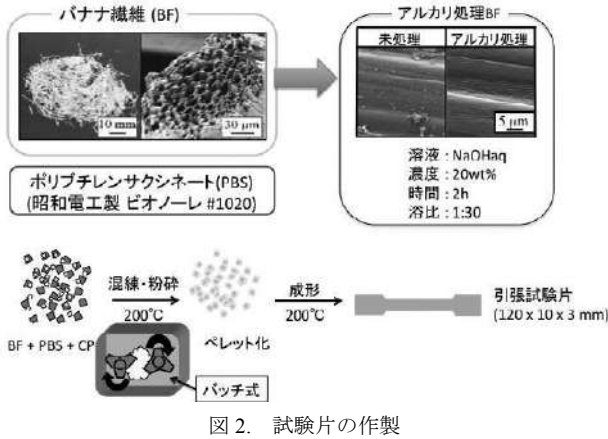 バナナ繊維 (BF)
10 mm
30 μm
アルカリ処理BF
未処理
アルカリ処理
5 μm
溶液 : NaOHaq
濃度 : 20wt%
時間 : 2h
浴比 : 1:30
ポリブチレンサクシネート(PBS)
(昭和電工製 ビオノーレ #1020)
混練・粉砕
200℃
成形
200℃
BF + PBS + CP
ペレット化
バッチ式
引張試験片
(120 x 10 x 3 mm)
図 2. 試験片の作製